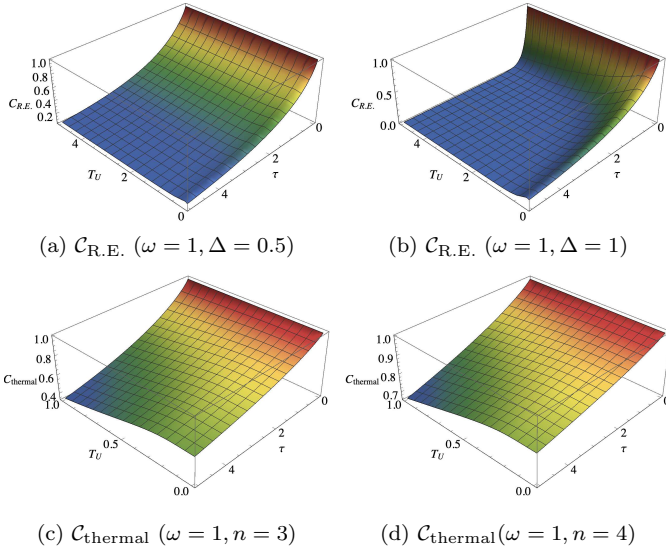 1.0
0.8
0.6
C_{R.E.} 0.4
0.2
4
T_U 2
0
0
2
τ
4
(a) C_{R.E.} (ω = 1, Δ = 0.5)
1.0
C_{R.E.} 0.5
0.0
4
T_U 2
0
0
2
τ
4
(b) C_{R.E.} (ω = 1, Δ = 1)
1.0
0.8
C_{thermal} 0.6
0.4
1.0
T_U 0.5
0.0
0
2
τ
4
(c) C_{thermal} (ω = 1, n = 3)
1.0
0.9
C_{thermal} 0.8
0.7
1.0
T_U 0.5
0.0
0
2
τ
4
(d) C_{thermal}(ω = 1, n = 4)